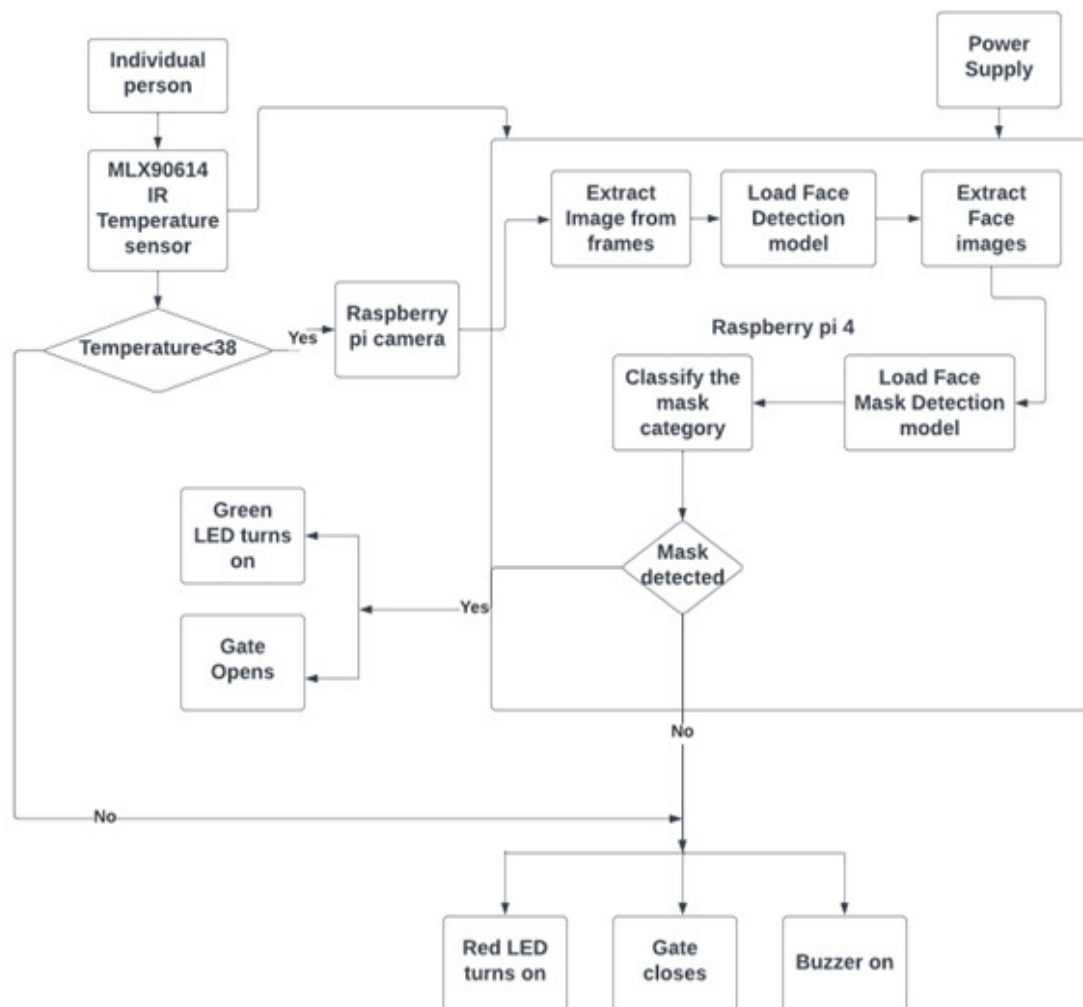 Individual
person
Power
Supply
MLX90614
IR
Temperature
sensor
Extract
Image from
frames
Load Face
Detection
model
Extract
Face
images
Temperature<38
Yes
Raspberry
pi camera
Raspberry pi 4
Classify the
mask
category
Load Face
Mask Detection
model
Green
LED turns
on
Mask
detected
Yes
Gate
Opens
No
No
Red LED
turns on
Gate
closes
Buzzer on